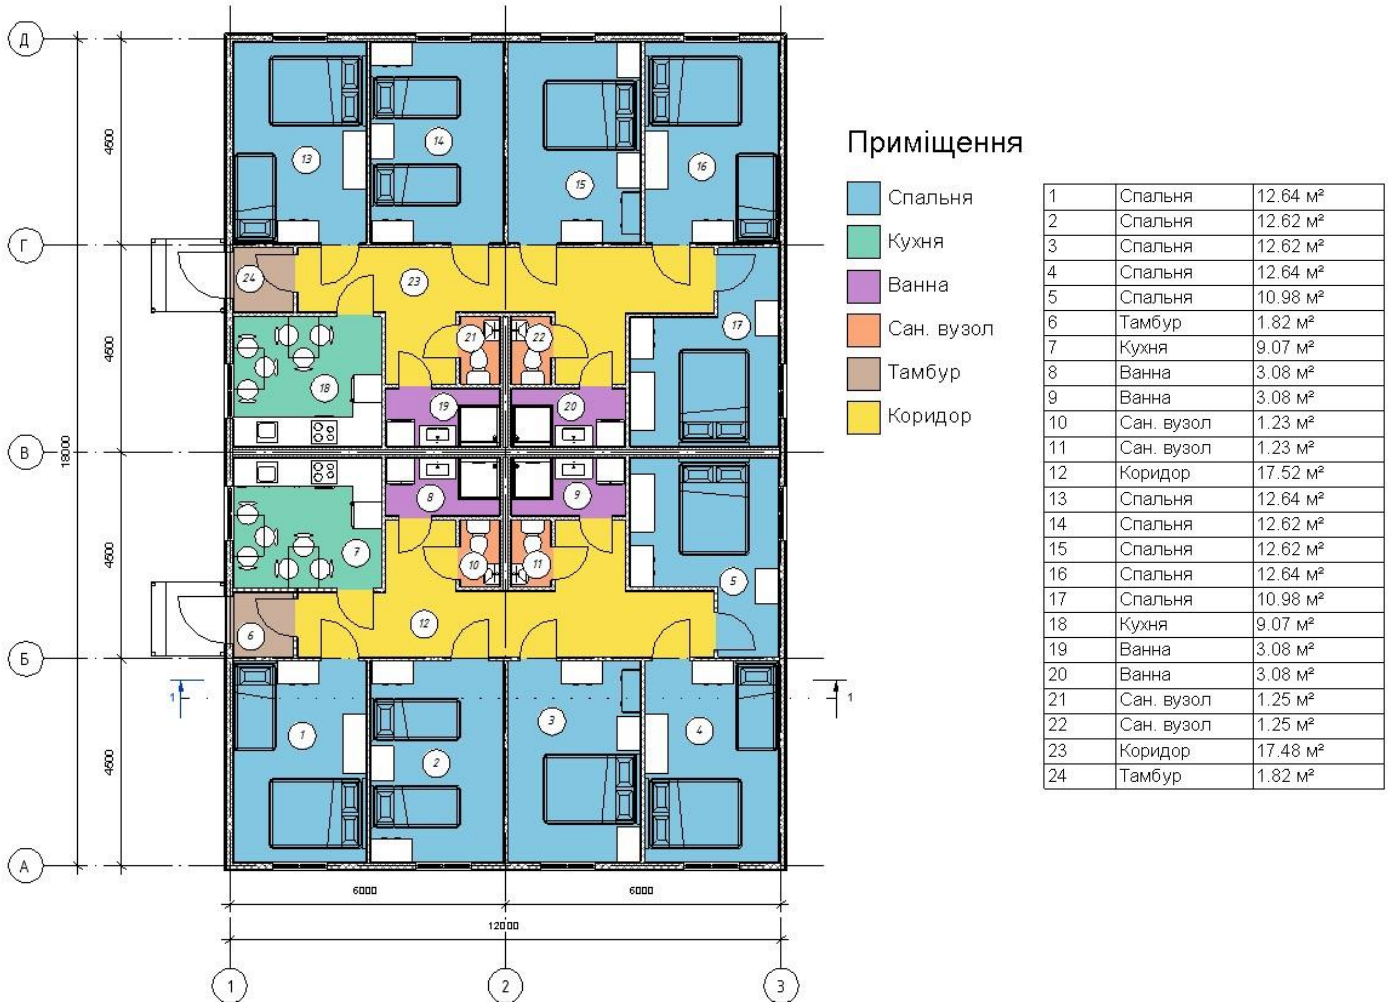 Д
Г
В
Б
А
4500
4500
4500
4500
18000
13
14
15
16
24
23
21
22
17
18
19
20
8
9
7
10
11
5
6
12
1
1
1
2
3
4
6000
6000
12000
1
2
3
Приміщення
Спальня
Кухня
Ванна
Сан. вузол
Тамбур
Коридор
1 Спальня 12.64 м²
2 Спальня 12.62 м²
3 Спальня 12.62 м²
4 Спальня 12.64 м²
5 Спальня 10.98 м²
6 Тамбур 1.82 м²
7 Кухня 9.07 м²
8 Ванна 3.08 м²
9 Ванна 3.08 м²
10 Сан. вузол 1.23 м²
11 Сан. вузол 1.23 м²
12 Коридор 17.52 м²
13 Спальня 12.64 м²
14 Спальня 12.62 м²
15 Спальня 12.62 м²
16 Спальня 12.64 м²
17 Спальня 10.98 м²
18 Кухня 9.07 м²
19 Ванна 3.08 м²
20 Ванна 3.08 м²
21 Сан. вузол 1.25 м²
22 Сан. вузол 1.25 м²
23 Коридор 17.48 м²
24 Тамбур 1.82 м²